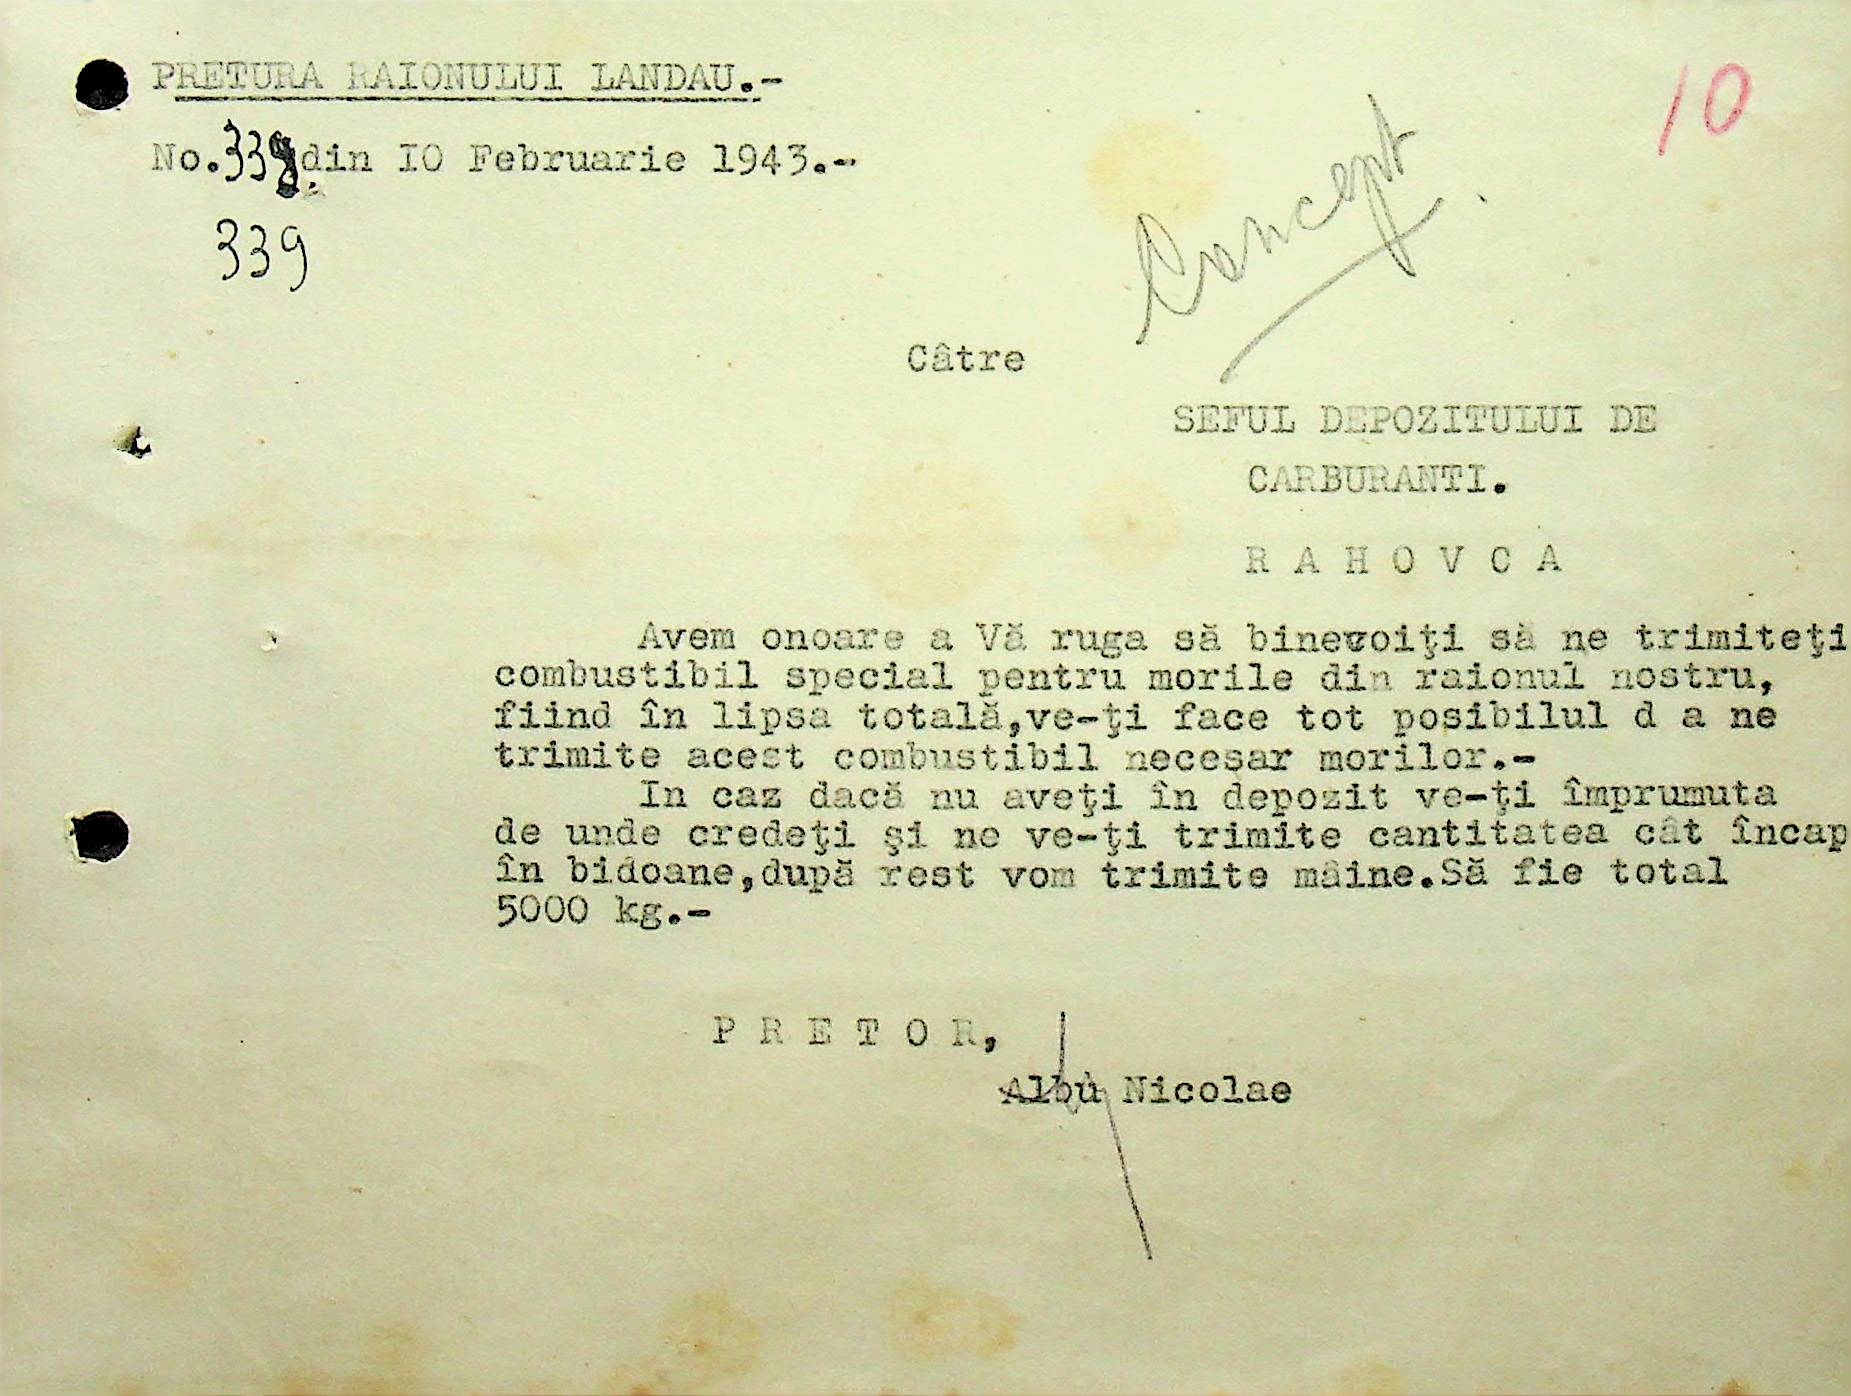 PRETURA RAIONULUI LANDAU.-
10
No.339 din IO Februarie 1943.-
339
Concept
Câtre
SEFUL DEPOZITULUI DE
CARBURANTI.
R A H O V C A
Avem onoare a Vă ruga să binevoiţi să ne trimiteţi
combustibil special pentru morile din raionul nostru,
fiind în lipsa totală,ve-ţi face tot posibilul d a ne
trimite acest combustibil necesar morilor.-
In caz dacă nu aveţi în depozit ve-ţi împrumuta
de unde credeţi şi ne ve-ţi trimite cantitatea cât încap
în bidoane,după rest vom trimite mâine.Să fie total
5000 kg.-
P R E T O R,
Albu Nicolae